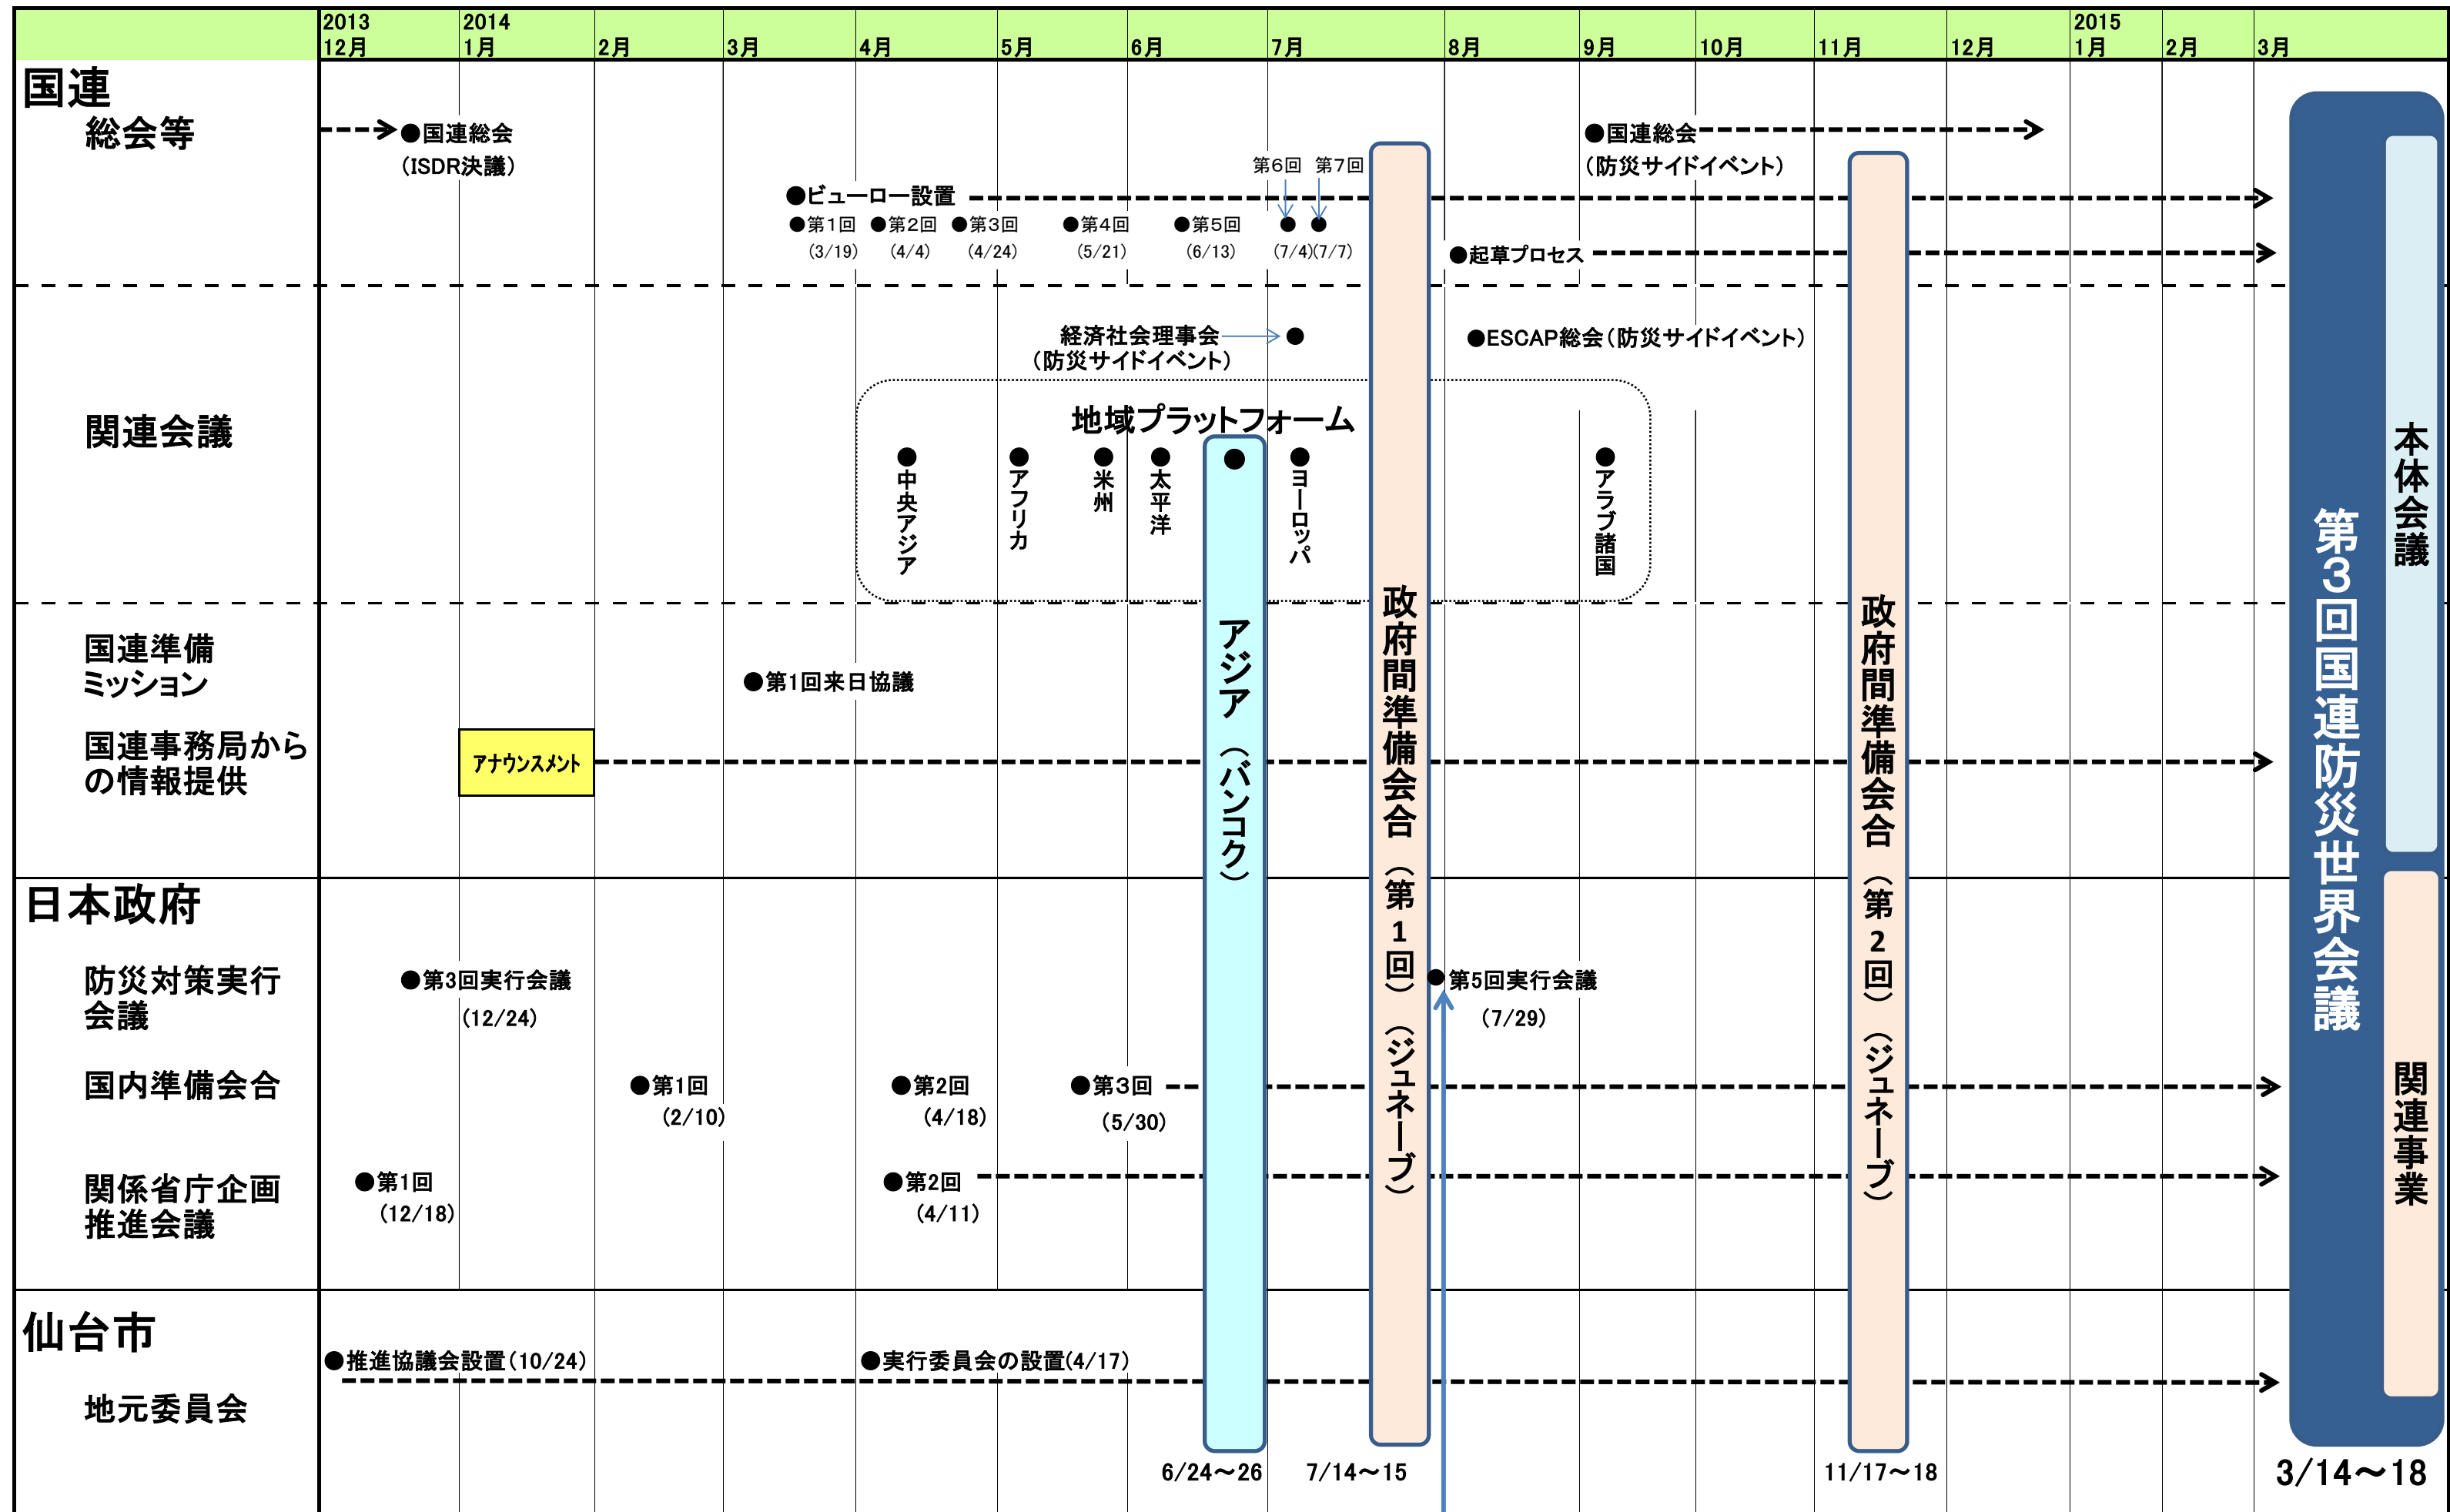 2013
12月
2014
1月
2月
3月
4月
5月
6月
7月
8月
9月
10月
11月
12月
2015
1月
2月
3月
国連
総会等
●国連総会
（ISDR決議）
●国連総会
（防災サイドイベント）
第6回 第7回
●ビューロー設置
●第1回 ●第2回 ●第3回 ●第4回 ●第5回
(3/19) (4/4) (4/24) (5/21) (6/13) (7/4)(7/7)
●起草プロセス
関連会議
経済社会理事会
（防災サイドイベント）
●ESCAP総会（防災サイドイベント）
地域プラットフォーム
中央アジア
アフリカ
米州
太平洋
ヨーロッパ
アラブ諸国
アジア（バンコク）
政府間準備会合（第1回）（ジュネーブ）
政府間準備会合（第2回）（ジュネーブ）
第3回国連防災世界会議
本体会議
関連事業
国連準備
ミッション
●第1回来日協議
国連事務局から
の情報提供
アナウンスメント
日本政府
防災対策実行
会議
●第3回実行会議
(12/24)
●第5回実行会議
(7/29)
国内準備会合
●第1回
(2/10)
●第2回
(4/18)
●第3回
(5/30)
関係省庁企画
推進会議
●第1回
(12/18)
●第2回
(4/11)
仙台市
●推進協議会設置（10/24）
●実行委員会の設置(4/17)
地元委員会
6/24～26
7/14～15
11/17～18
3/14～18